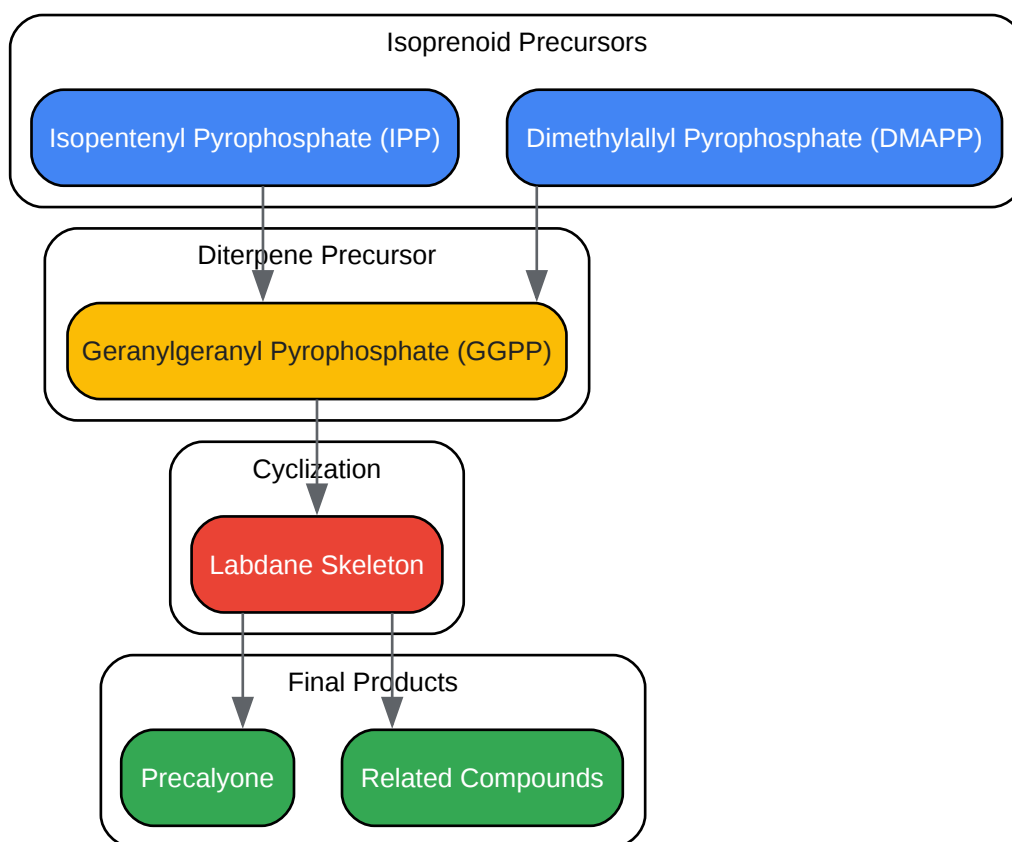 Isoprenoid Precursors
Isopentenyl Pyrophosphate (IPP)
Dimethylallyl Pyrophosphate (DMAPP)
Diterpene Precursor
Geranylgeranyl Pyrophosphate (GGPP)
Cyclization
Labdane Skeleton
Final Products
Precalyone
Related Compounds